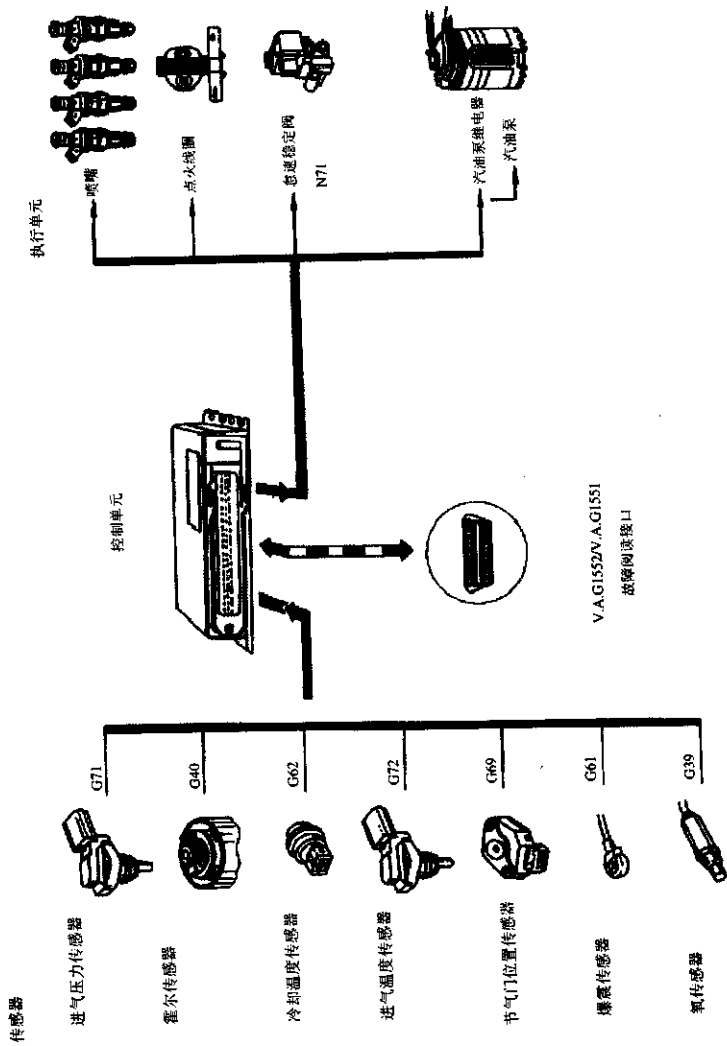 传感器
进气压力传感器
G71
霍尔传感器
G40
冷却温度传感器
G62
进气温度传感器
G72
节气门位置传感器
G69
爆震传感器
G61
氧传感器
G39
控制单元
V.A.G1552/V.A.G1551
故障阅读接口
执行单元
喷嘴
点火线圈
怠速稳定阀
N71
汽油泵继电器
汽油泵